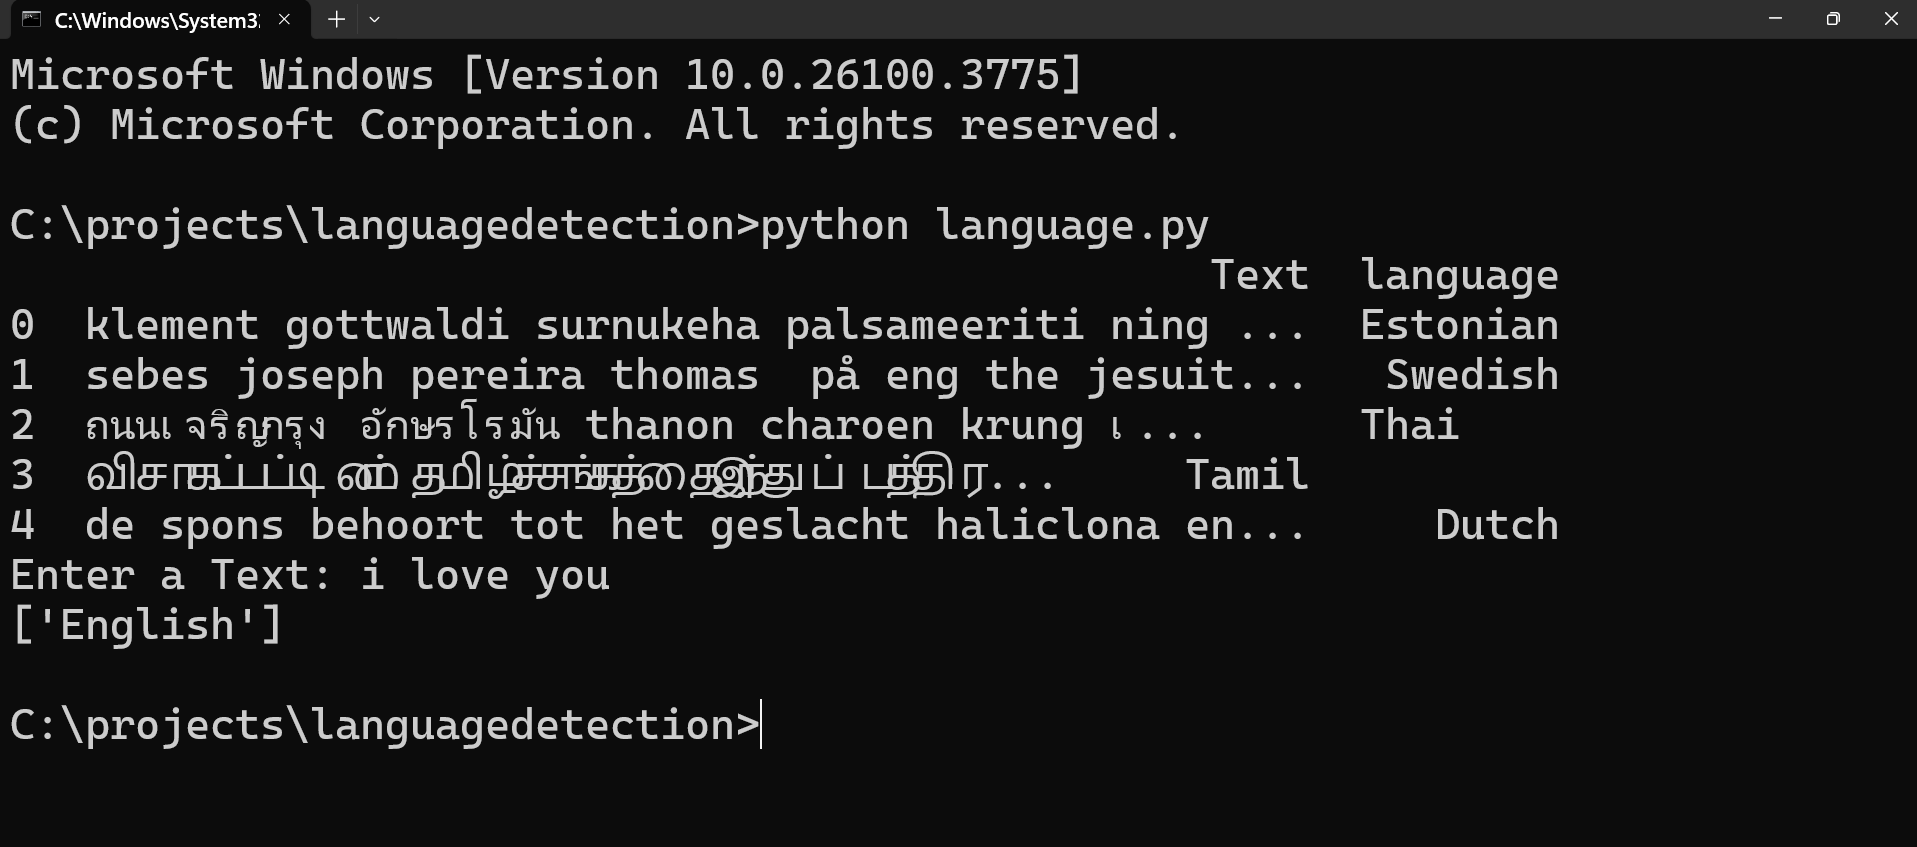 C:\Windows\System3
Microsoft Windows [Version 10.0.26100.3775]
(c) Microsoft Corporation. All rights reserved.
C:\projects\languagedetection>python language.py
Text language
0 klement gottwaldi surnukeha palsameeriti ning ... Estonian
1 sebes joseph pereira thomas på eng the jesuit... Swedish
2 ถนนเจริญกรุง อักษรโรมัน thanon charoen krung เ... Thai
3 விசாகப்பட்டினம் தமிழ்ச்சங்கத்தை இந்துப் பத்திர... Tamil
4 de spons behoort tot het geslacht haliclona en... Dutch
Enter a Text: i love you
['English']
C:\projects\languagedetection>